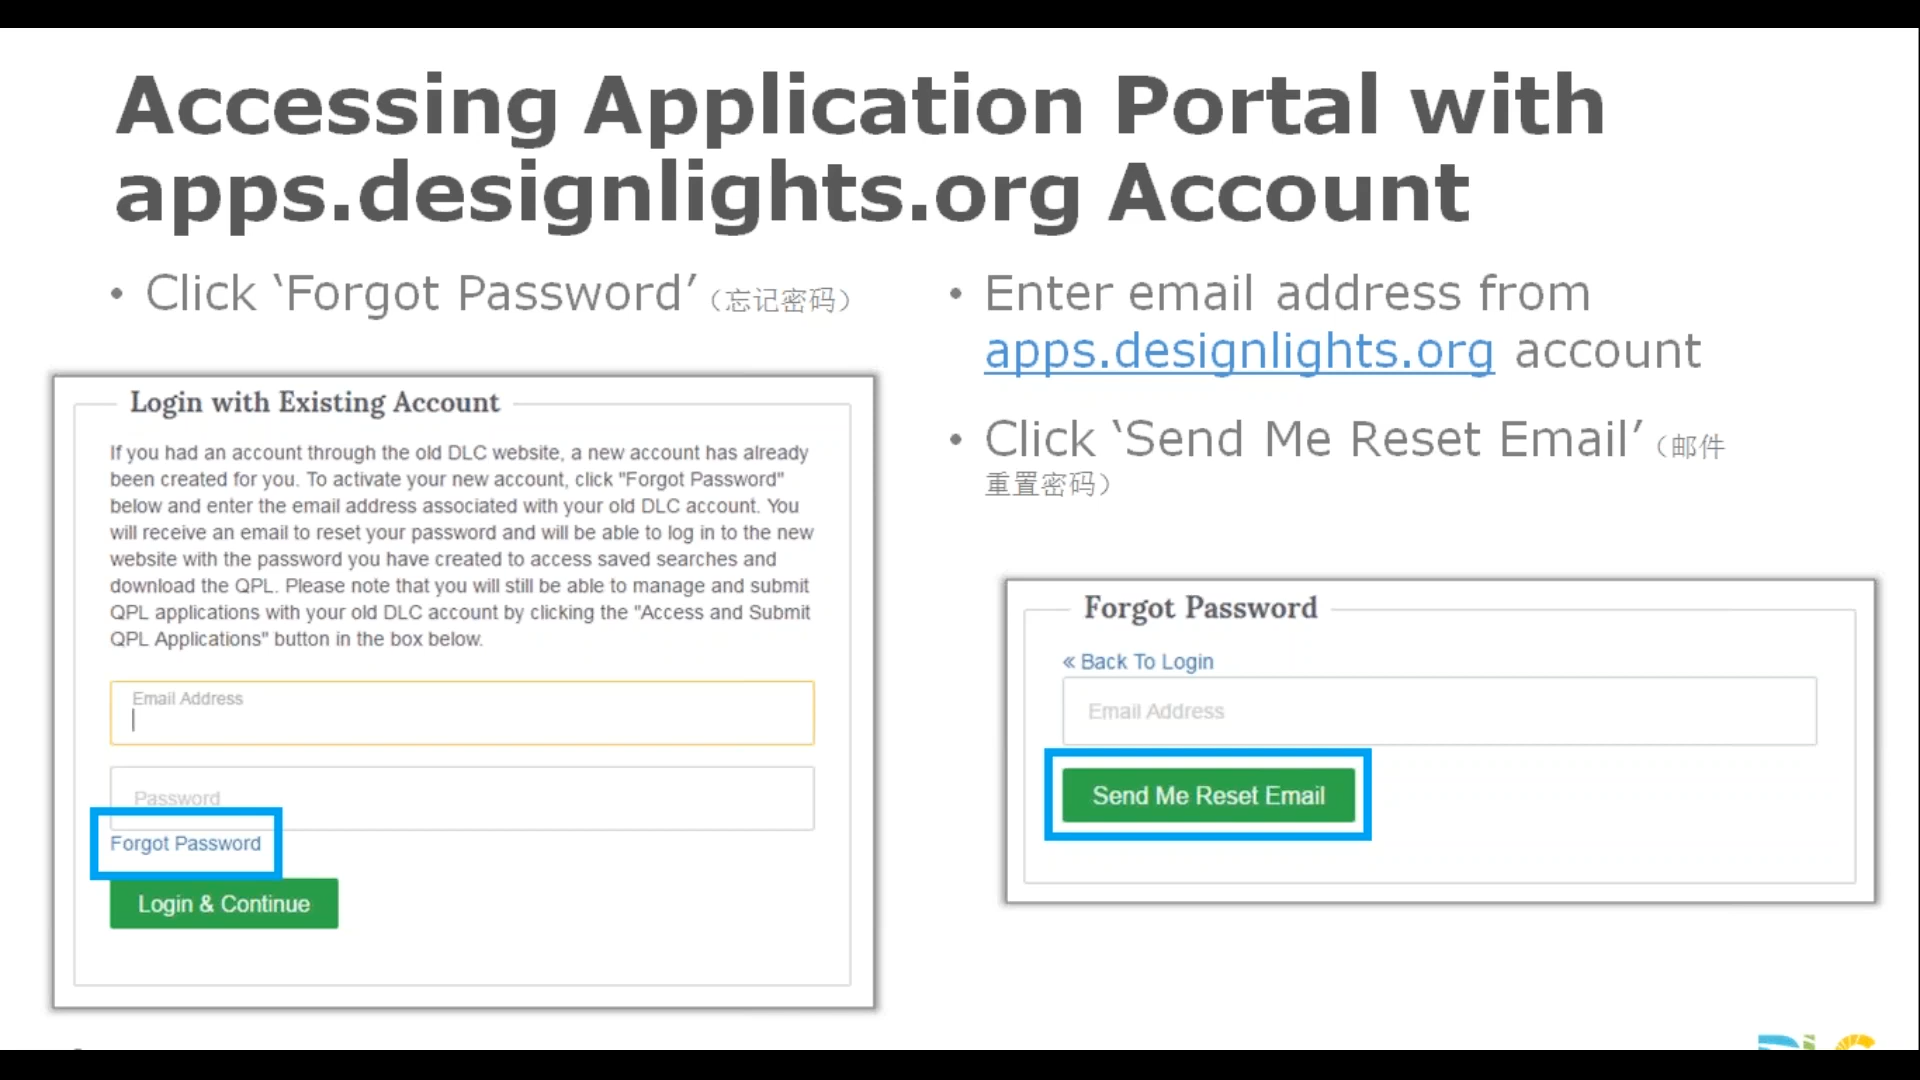 Accessing Application Portal with
apps.designlights.org Account
• Click ‘Forgot Password’（忘记密码）
Login with Existing Account
If you had an account through the old DLC website, a new account has already
been created for you. To activate your new account, click "Forgot Password"
below and enter the email address associated with your old DLC account. You
will receive an email to reset your password and will be able to log in to the new
website with the password you have created to access saved searches and
download the QPL. Please note that you will still be able to manage and submit
QPL applications with your old DLC account by clicking the "Access and Submit
QPL Applications" button in the box below.
Email Address
Password
Forgot Password
Login & Continue
• Enter email address from
apps.designlights.org account
• Click ‘Send Me Reset Email’（邮件
重置密码）
Forgot Password
« Back To Login
Email Address
Send Me Reset Email